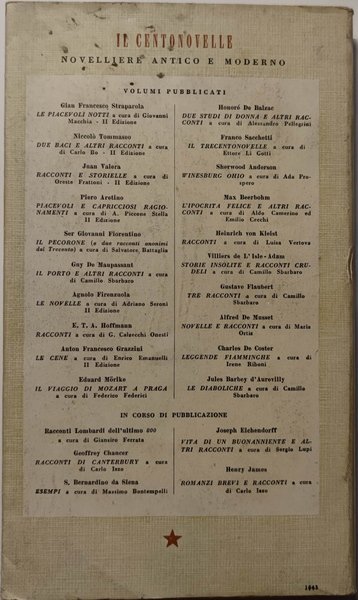 IL CENTONOVELLE
NOVELLIERE ANTICO E MODERNO
VOLUMI PUBBLICATI
Gian Francesco Straparola
LE PIACEVOLI NOTTI a cura di Giovanni
Macchia - II Edizione
Niccolò Tommaseo
DUE BACI E ALTRI RACCONTI a cura
di Carlo Bo - II Edizione
Juan Valera
RACCONTI E STORIELLE a cura di
Oreste Frattoni - II Edizione
Piero Aretino
PIACEVOLI E CAPRICCIOSI RAGIO-
NAMENTI a cura di A. Piccone Stella
II Edizione
Ser Giovanni Fiorentino
IL PECORONE (e due racconti anonimi
del Trecento) a cura di Salvatore, Battaglia
Guy De Maupassant
IL PORTO E ALTRI RACCONTI a cura
di Camillo Sbarbaro
Agnolo Firenzuola
LE NOVELLE a cura di Adriano Seroni
II Edizione
E. T. A. Hoffmann
RACCONTI a cura di G. Calzecchi Onesti
Anton Francesco Grazzini
LE CENE a cura di Enrico Emanuelli
II Edizione
Eduard Mörike
IL VIAGGIO DI MOZART A PRAGA
a cura di Federico Federici
Honoré De Balzac
DUE STUDI DI DONNA E ALTRI RAC-
CONTI a cura di Alessandro Pellegrini
Franco Sacchetti
IL TRECENTONOVELLE a cura di
Ettore Li Gotti
Sherwood Anderson
WINESBURG OHIO a cura di Ada Pro-
spero
Max Beerbohm
L'IPOCRITA FELICE E ALTRI RAC-
CONTI a cura di Aldo Camerino ed
Emilio Cecchi
Heinrich von Kleist
RACCONTI a cura di Luisa Vertova
Villiers de L'Isle-Adam
STORIE INSOLITE E RACCONTI CRU-
DELI a cura di Camillo Sbarbaro
Gustave Flaubert
TRE RACCONTI a cura di Camillo
Sbarbaro
Alfred De Musset
NOVELLE E RACCONTI a cura di Maria
Ortiz
Charles De Coster
LEGGENDE FIAMMINGHE a cura di
Irene Riboni
Jules Barbey d'Aurevilly
LE DIABOLICHE a cura di Camillo
Sbarbaro
IN CORSO DI PUBBLICAZIONE
Racconti Lombardi dell'ultimo 800
a cura di Giansiro Ferrata
Geoffrey Chaucer
RACCONTI DI CANTERBURY a cura
di Carlo Izzo
S. Bernardino da Siena
ESEMPI a cura di Massimo Bontempelli
Joseph Eichendorff
VITA DI UN BUONANNIENTE E AL-
TRI RACCONTI a cura di Sergio Lupi
Henry James
ROMANZI BREVI E RACCONTI a cura
di Carlo Izzo